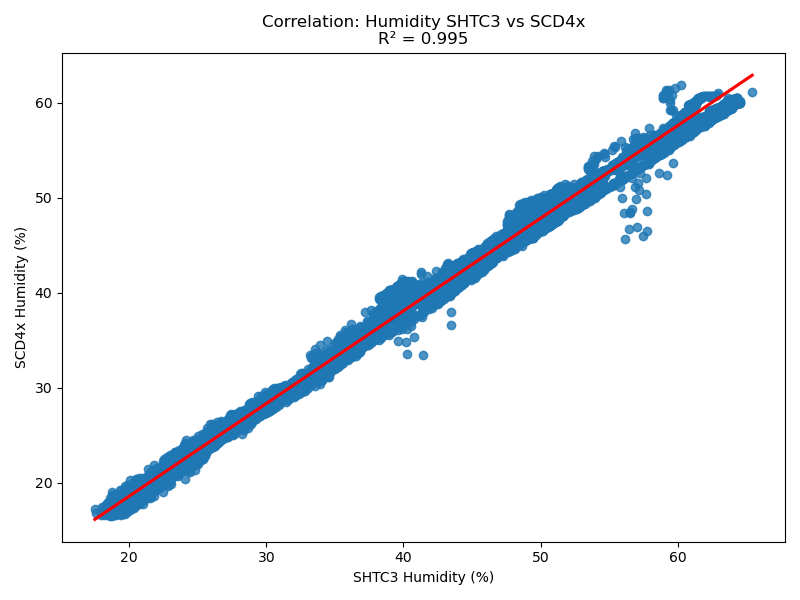 Correlation: Humidity SHTC3 vs SCD4x
R² = 0.995
SCD4x Humidity (%)
60
50
40
30
20
20 30 40 50 60
SHTC3 Humidity (%)